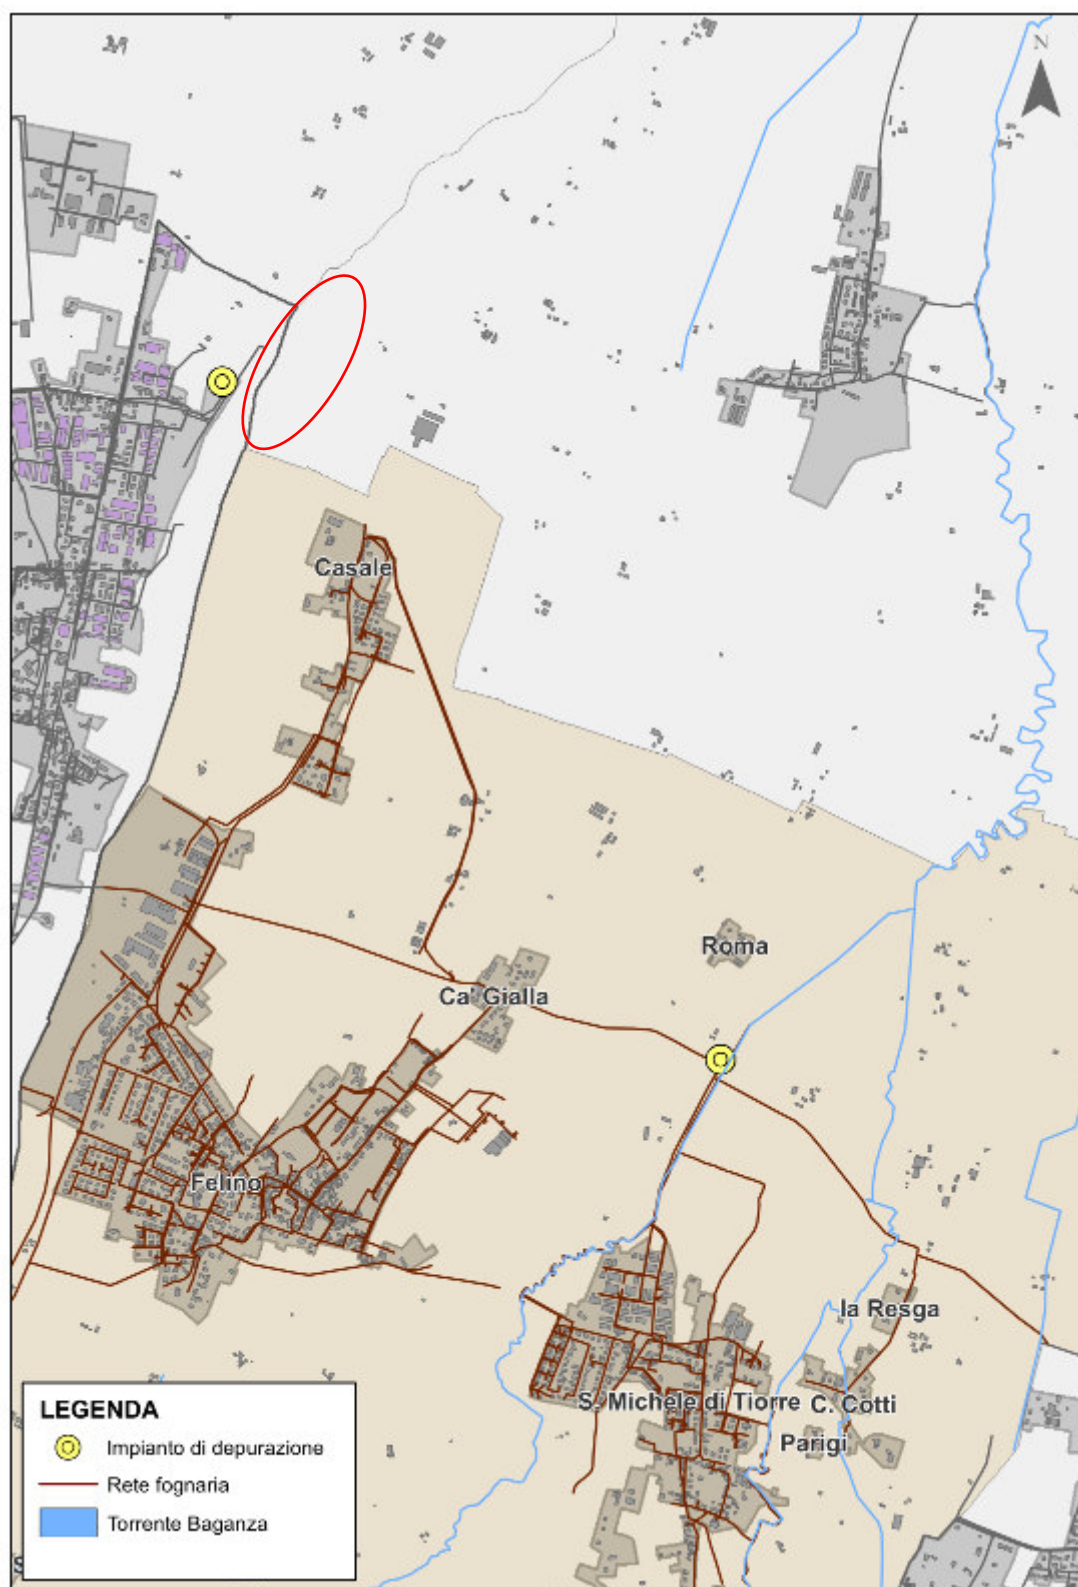 N
Casale
Roma
Ca' Gialla
Felino
la Resga
S. Michele di Tiorre
C. Cotti
Parigi
LEGENDA
Impianto di depurazione
Rete fognaria
Torrente Baganza
S